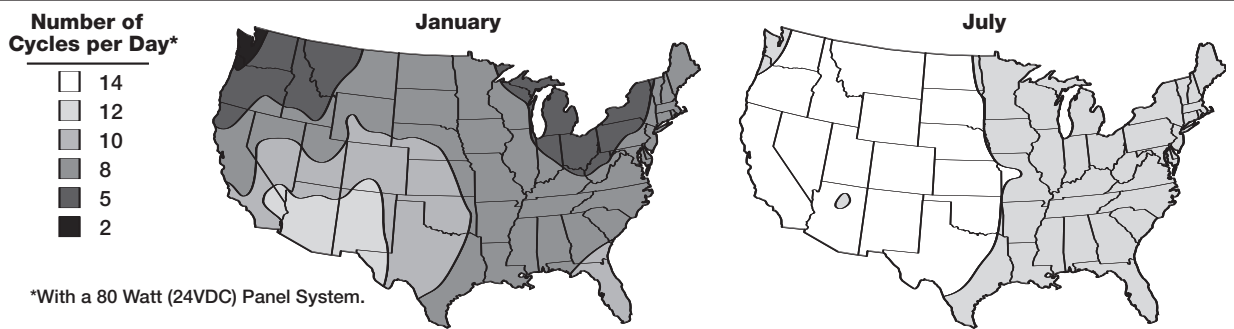 Number of
Cycles per Day*
14
12
10
8
5
2
January
July
*With a 80 Watt (24VDC) Panel System.